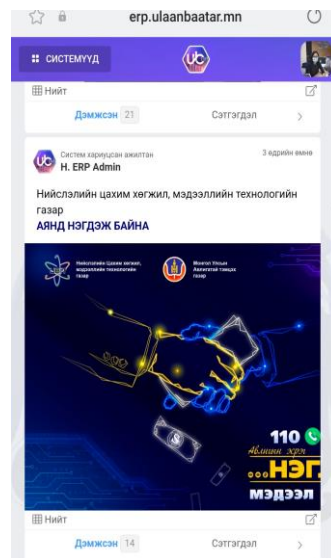 erp.ulaanbaatar.mn
СИСТЕМҮҮД
Нийт
Дэмжсэн 21 Сэтгэгдэл
Систем хариуцсан ажилтан
3 өдрийн өмнө
H. ERP Admin
Нийслэлийн цахим хөгжил, мэдээллийн технологийн
газар
АЯНД НЭГДЭЖ БАЙНА
Нийслэлийн Цахим хөгжил,
мэдээллийн технологийн
газар
Монгол Улсын
Авлигатай тэмцэх
газар
110
Авлигын хэрэг
...НЭГ
МЭДЭЭЛ
Нийт
Дэмжсэн 14 Сэтгэгдэл